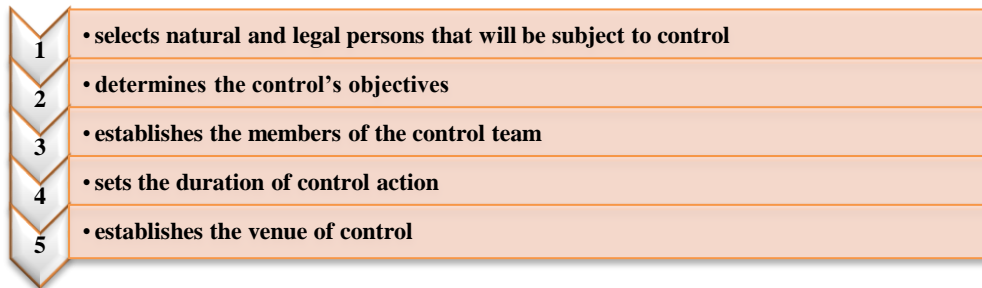 1 • selects natural and legal persons that will be subject to control
2 • determines the control’s objectives
3 • establishes the members of the control team
4 • sets the duration of control action
5 • establishes the venue of control